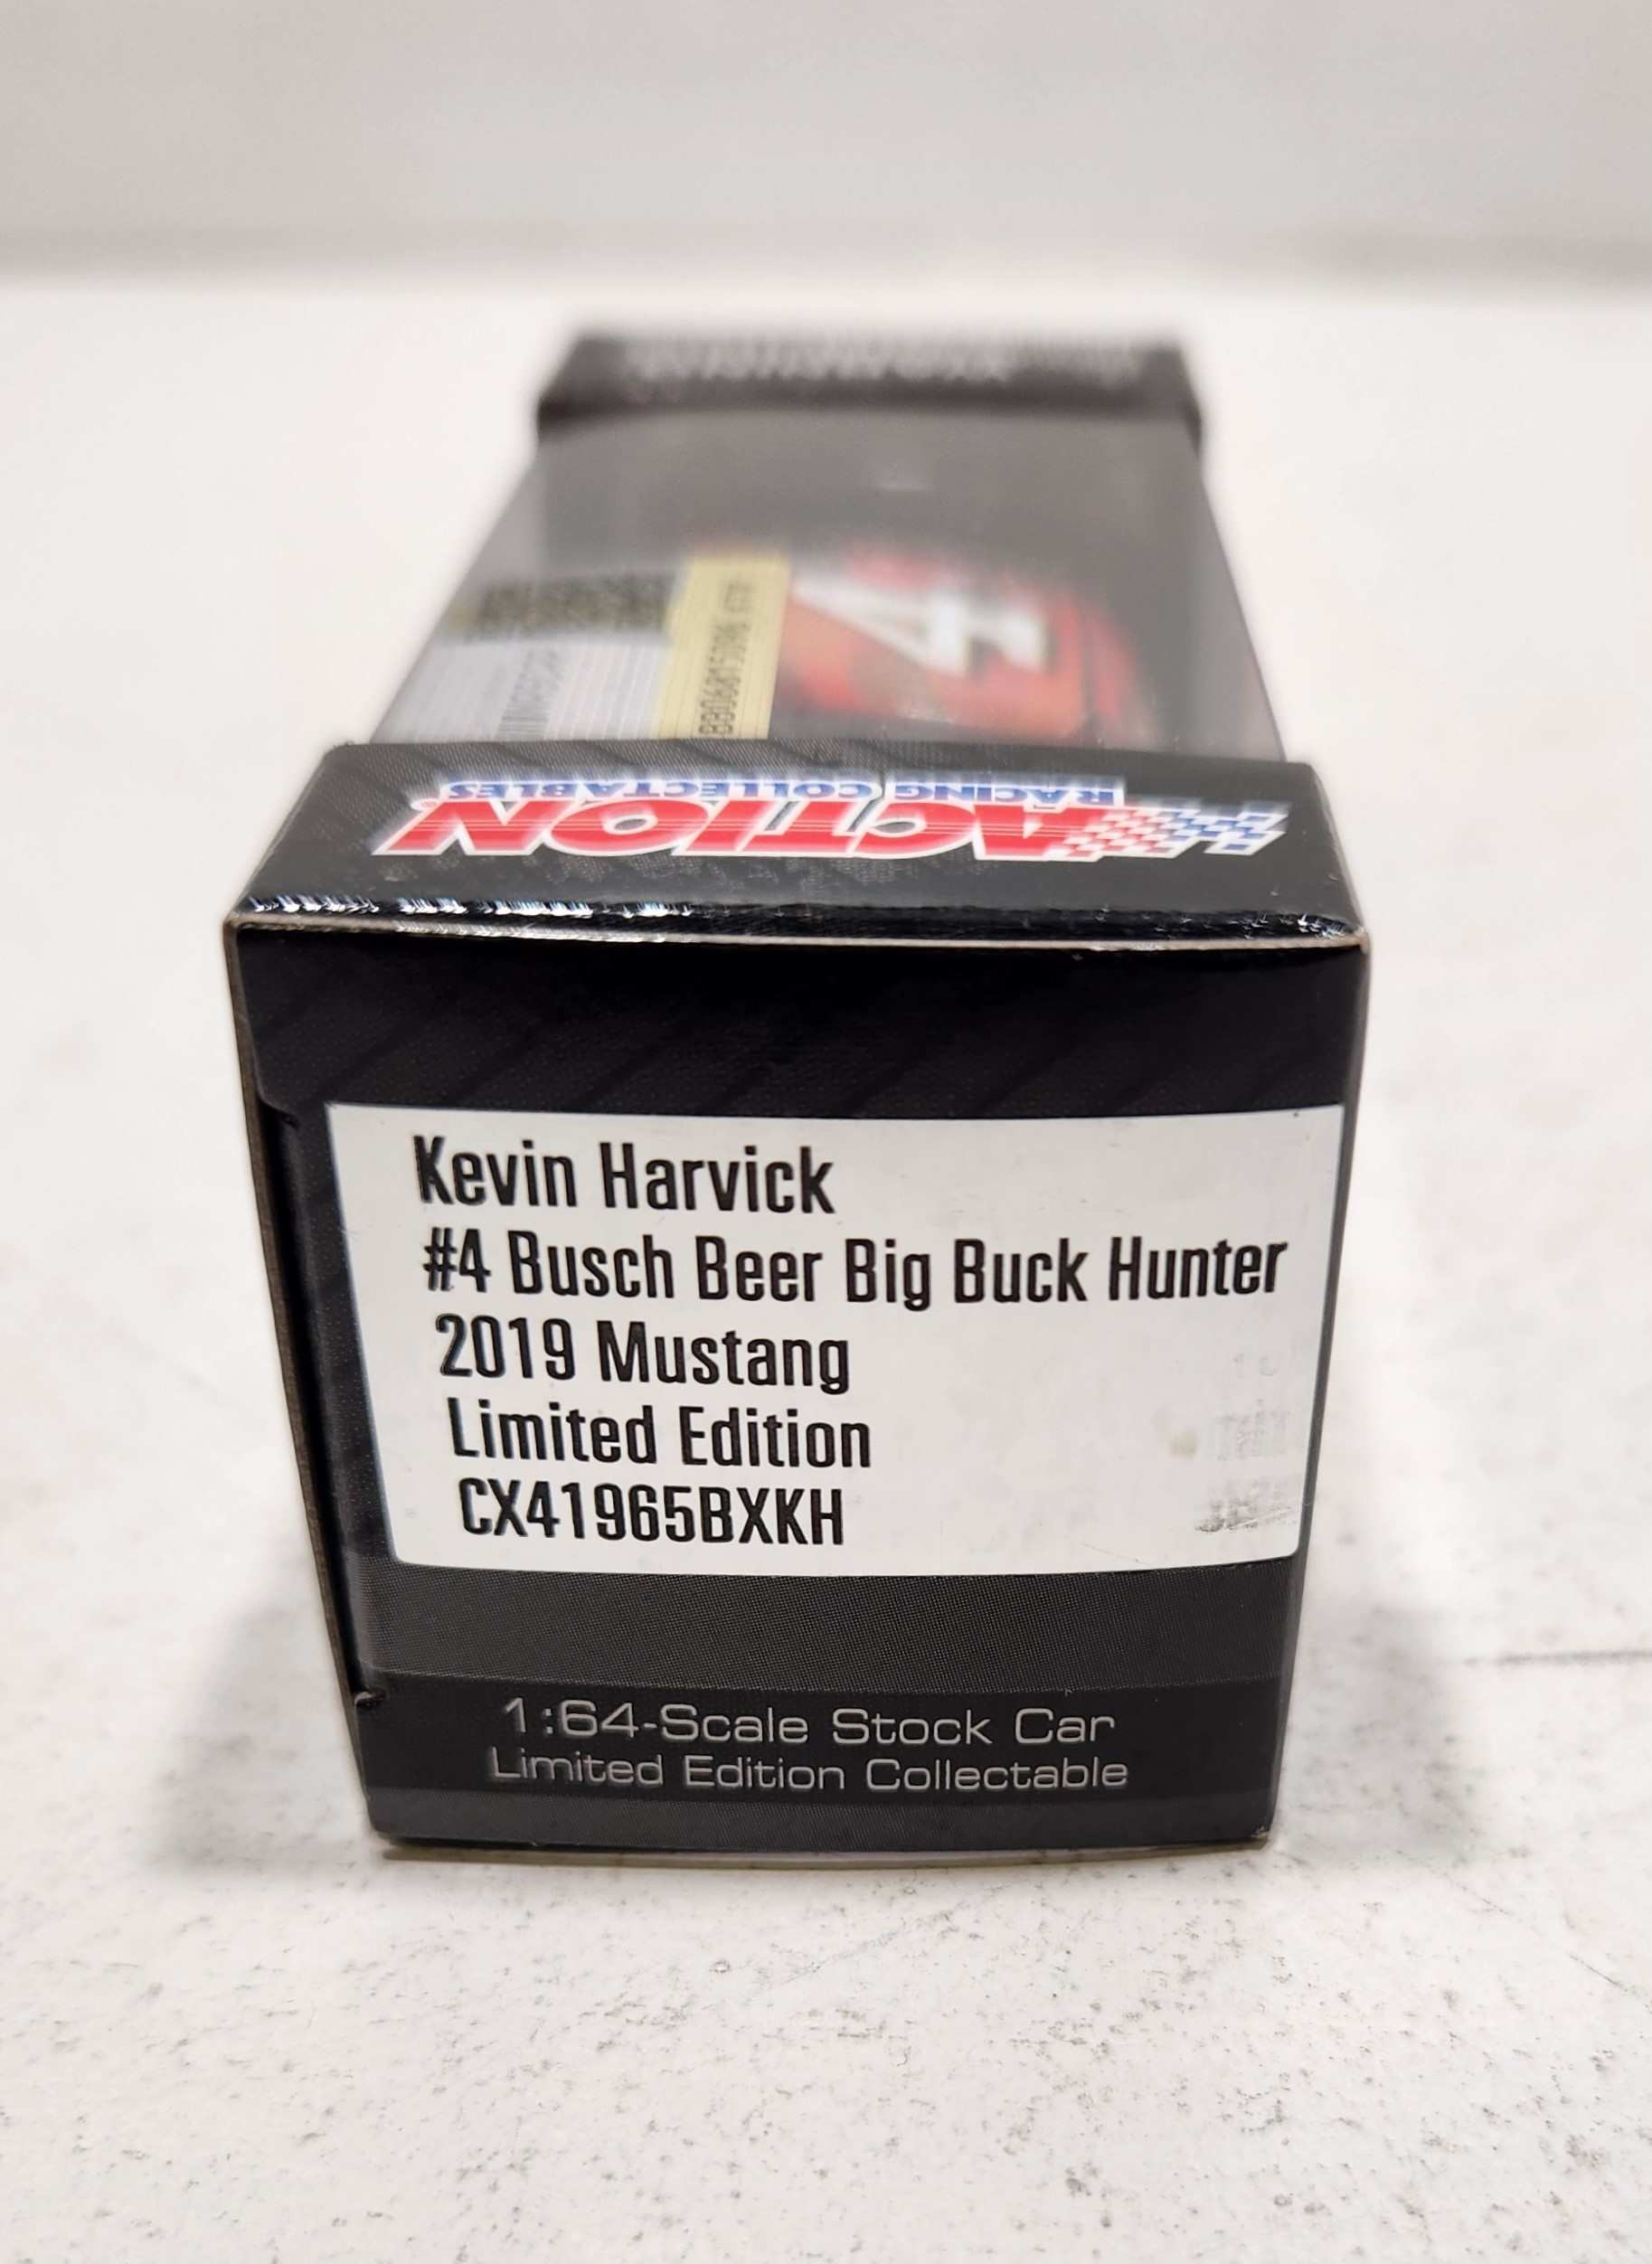 4
ACTION
RACING COLLECTABLES
Kevin Harvick
#4 Busch Beer Big Buck Hunter
2019 Mustang
Limited Edition
CX41965BXKH
1:64-Scale Stock Car
Limited Edition Collectable